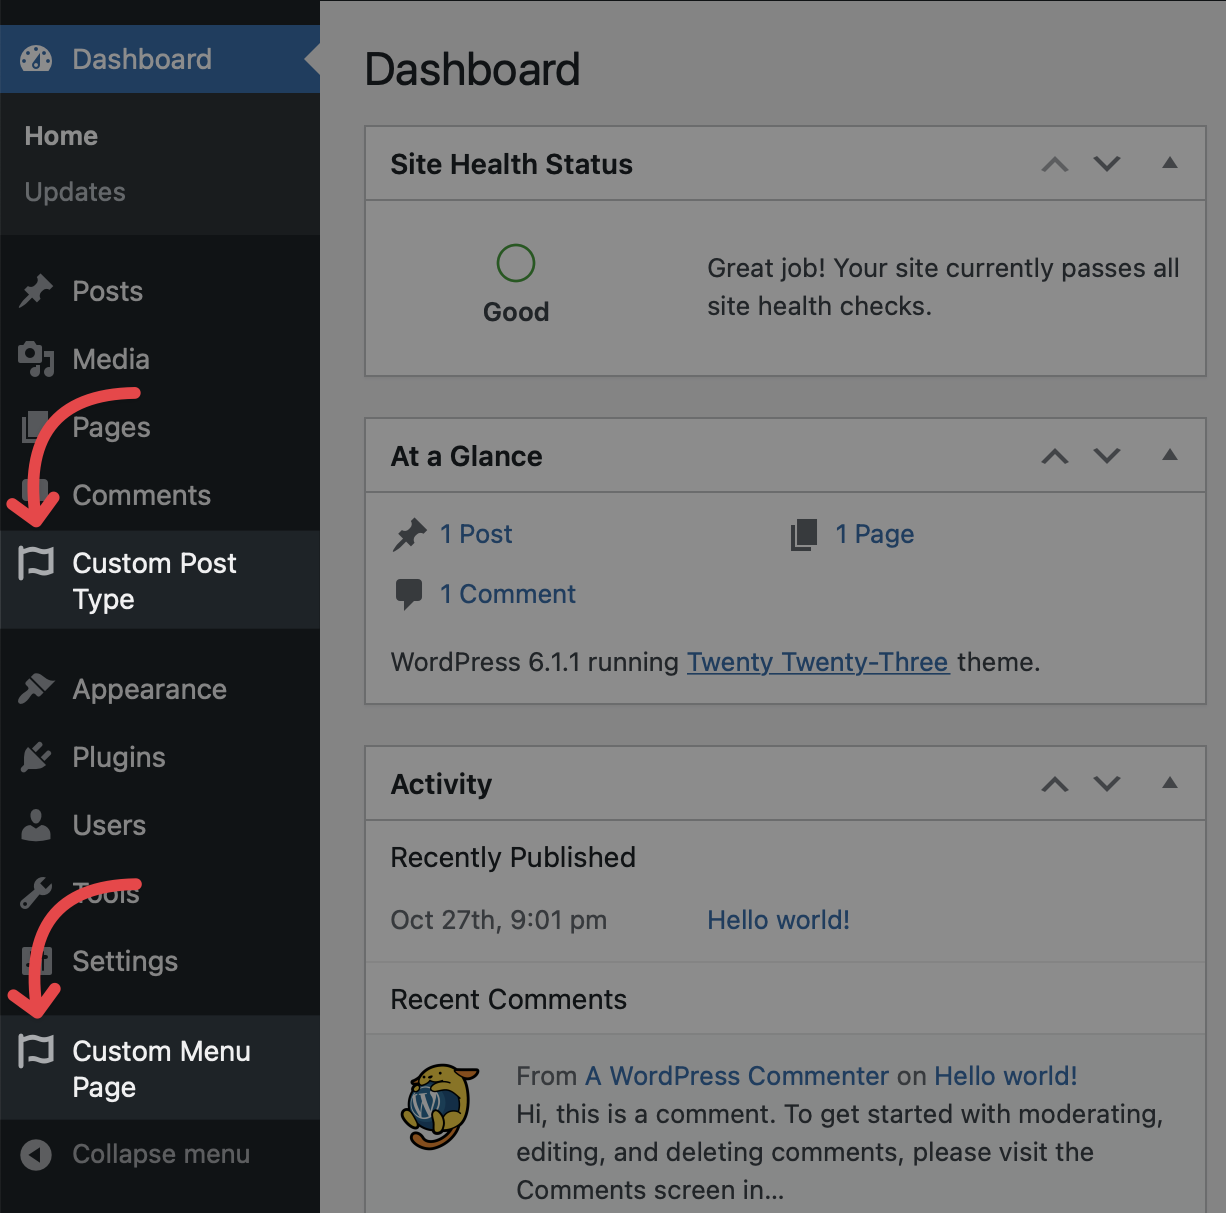 Dashboard
Home
Updates
Posts
Media
Pages
Comments
Custom Post
Type
Appearance
Plugins
Users
Tools
Settings
Custom Menu
Page
Collapse menu
Dashboard
Site Health Status
Good
Great job! Your site currently passes all
site health checks.
At a Glance
1 Post
1 Page
1 Comment
WordPress 6.1.1 running Twenty Twenty-Three theme.
Activity
Recently Published
Oct 27th, 9:01 pm
Hello world!
Recent Comments
From A WordPress Commenter on Hello world!
Hi, this is a comment. To get started with moderating,
editing, and deleting comments, please visit the
Comments screen in...